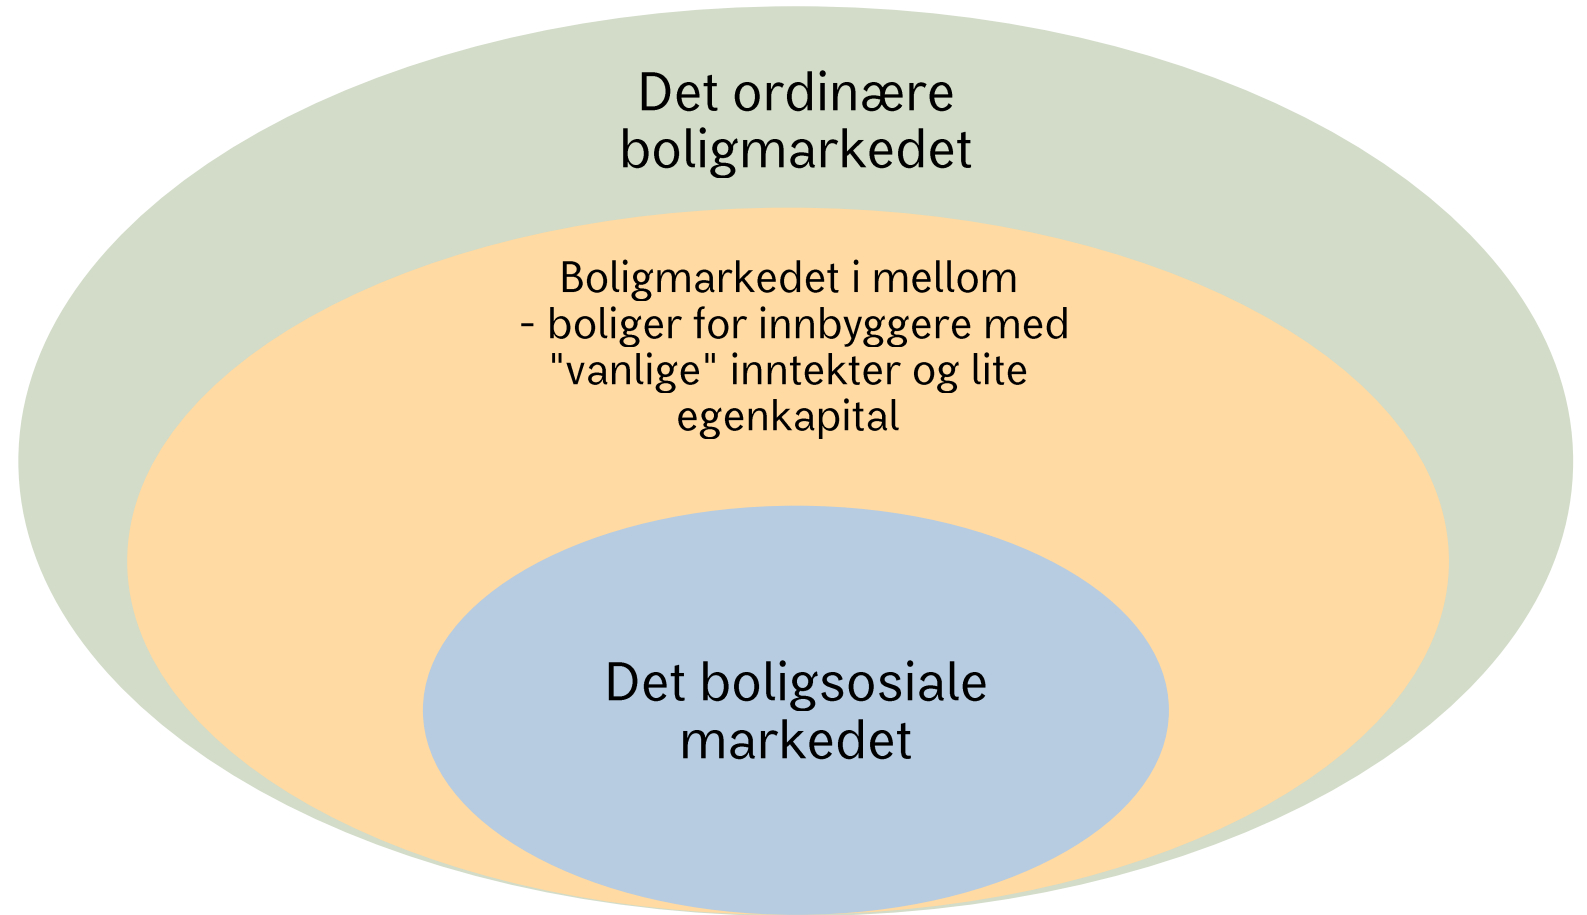 Det ordinære
boligmarkedet
Boligmarkedet i mellom
- boliger for innbyggere med
"vanlige" inntekter og lite
egenkapital
Det boligsosiale
markedet